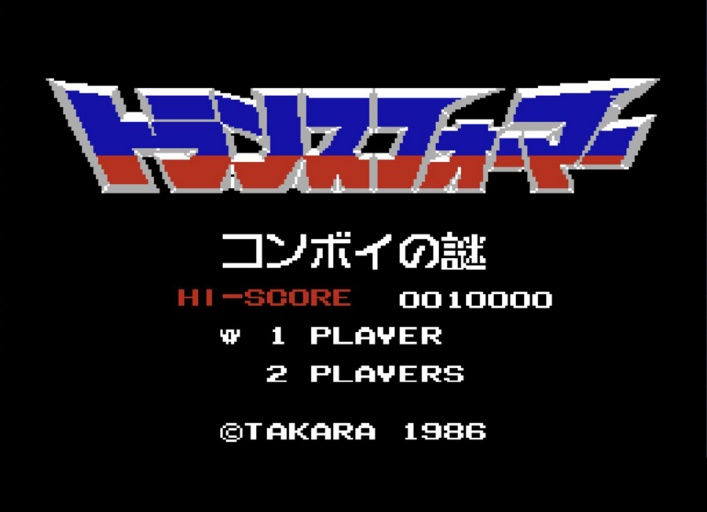 トランスフォーマー
コンボイの謎
HI-SCORE 0010000
1 PLAYER
2 PLAYERS
©TAKARA 1986